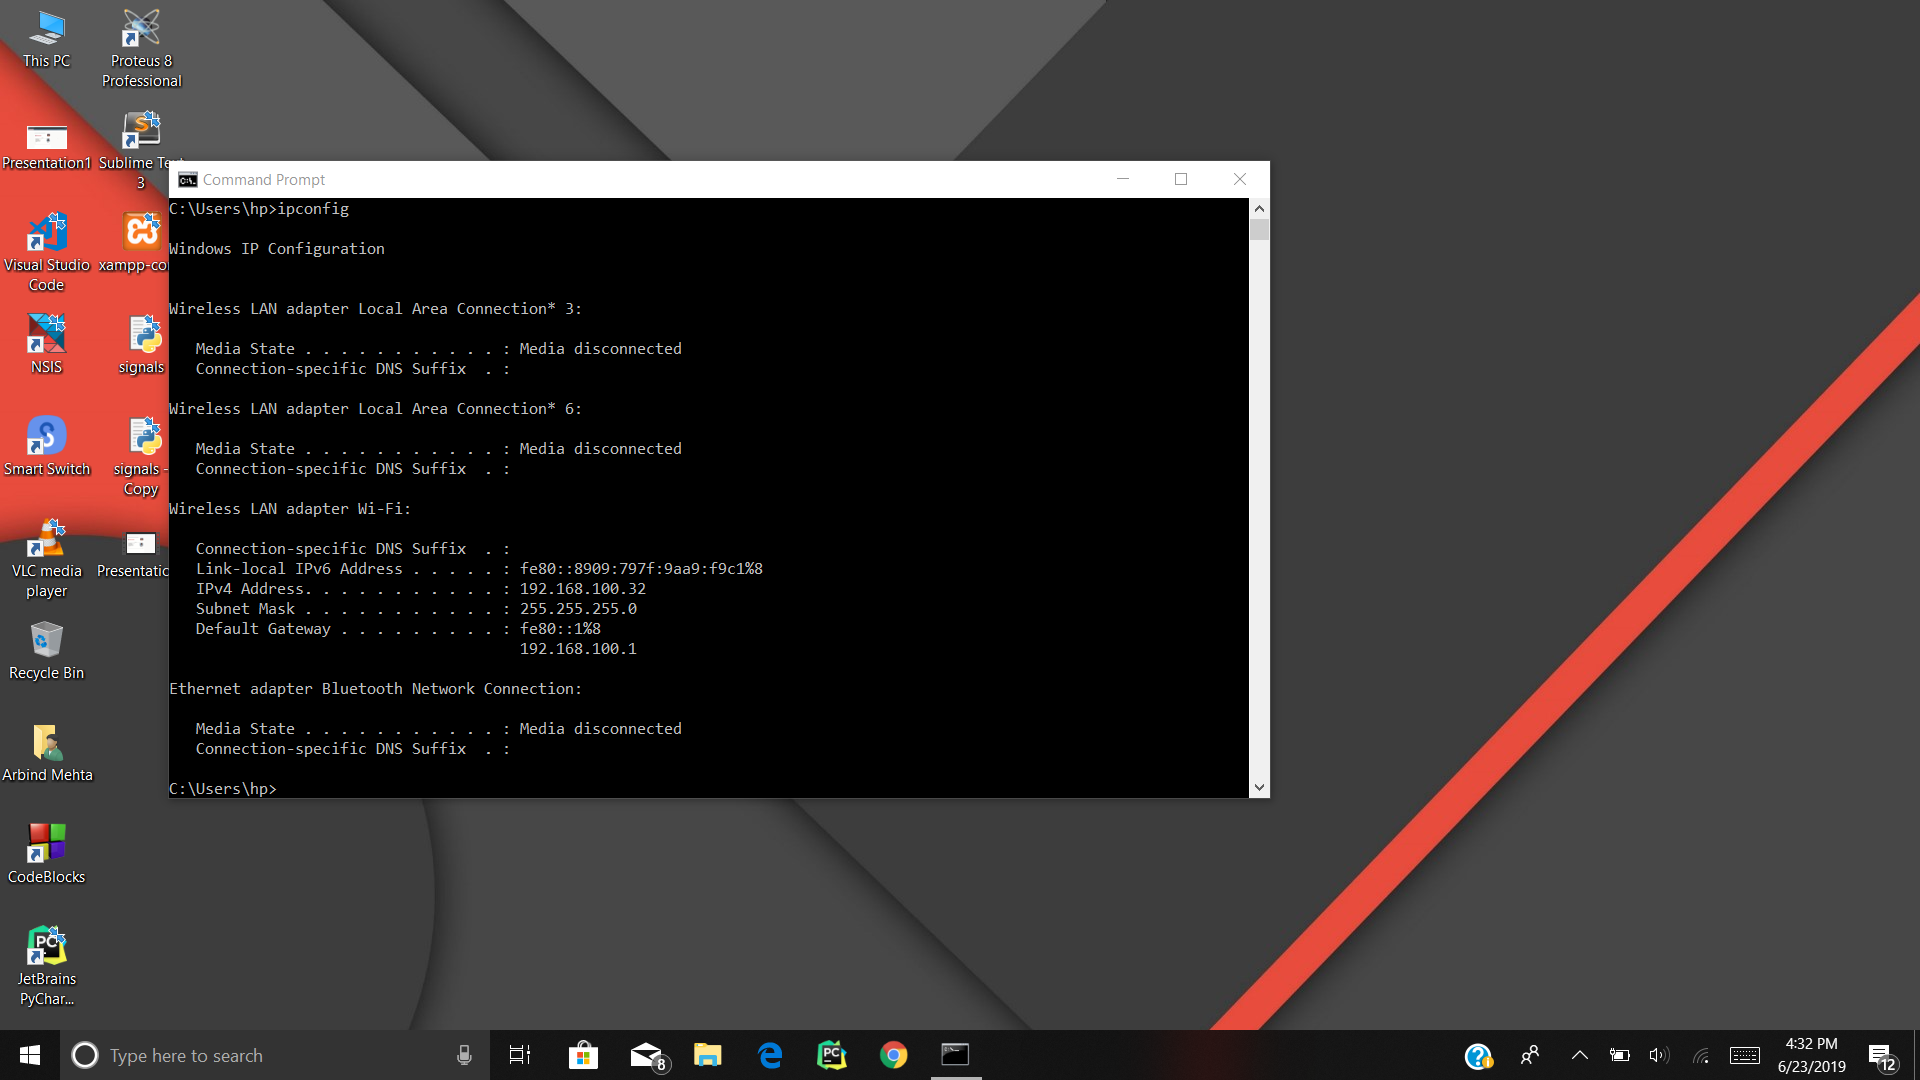 This PC
Proteus 8
Professional
Presentation1
Sublime Text
3
Visual Studio
Code
xampp-co
NSIS
signals
Smart Switch
signals -
Copy
VLC media
player
Presentatio
Recycle Bin
Arbind Mehta
CodeBlocks
JetBrains
PyChar...
Command Prompt
C:\Users\hp>ipconfig
Windows IP Configuration
Wireless LAN adapter Local Area Connection* 3:
Media State . . . . . . . . . . . : Media disconnected
Connection-specific DNS Suffix  . :
Wireless LAN adapter Local Area Connection* 6:
Media State . . . . . . . . . . . : Media disconnected
Connection-specific DNS Suffix  . :
Wireless LAN adapter Wi-Fi:
Connection-specific DNS Suffix  . :
Link-local IPv6 Address . . . . . : fe80::8909:797f:9aa9:f9c1%8
IPv4 Address. . . . . . . . . . . : 192.168.100.32
Subnet Mask . . . . . . . . . . . : 255.255.255.0
Default Gateway . . . . . . . . . : fe80::1%8
192.168.100.1
Ethernet adapter Bluetooth Network Connection:
Media State . . . . . . . . . . . : Media disconnected
Connection-specific DNS Suffix  . :
C:\Users\hp>
Type here to search
8
4:32 PM
6/23/2019
12